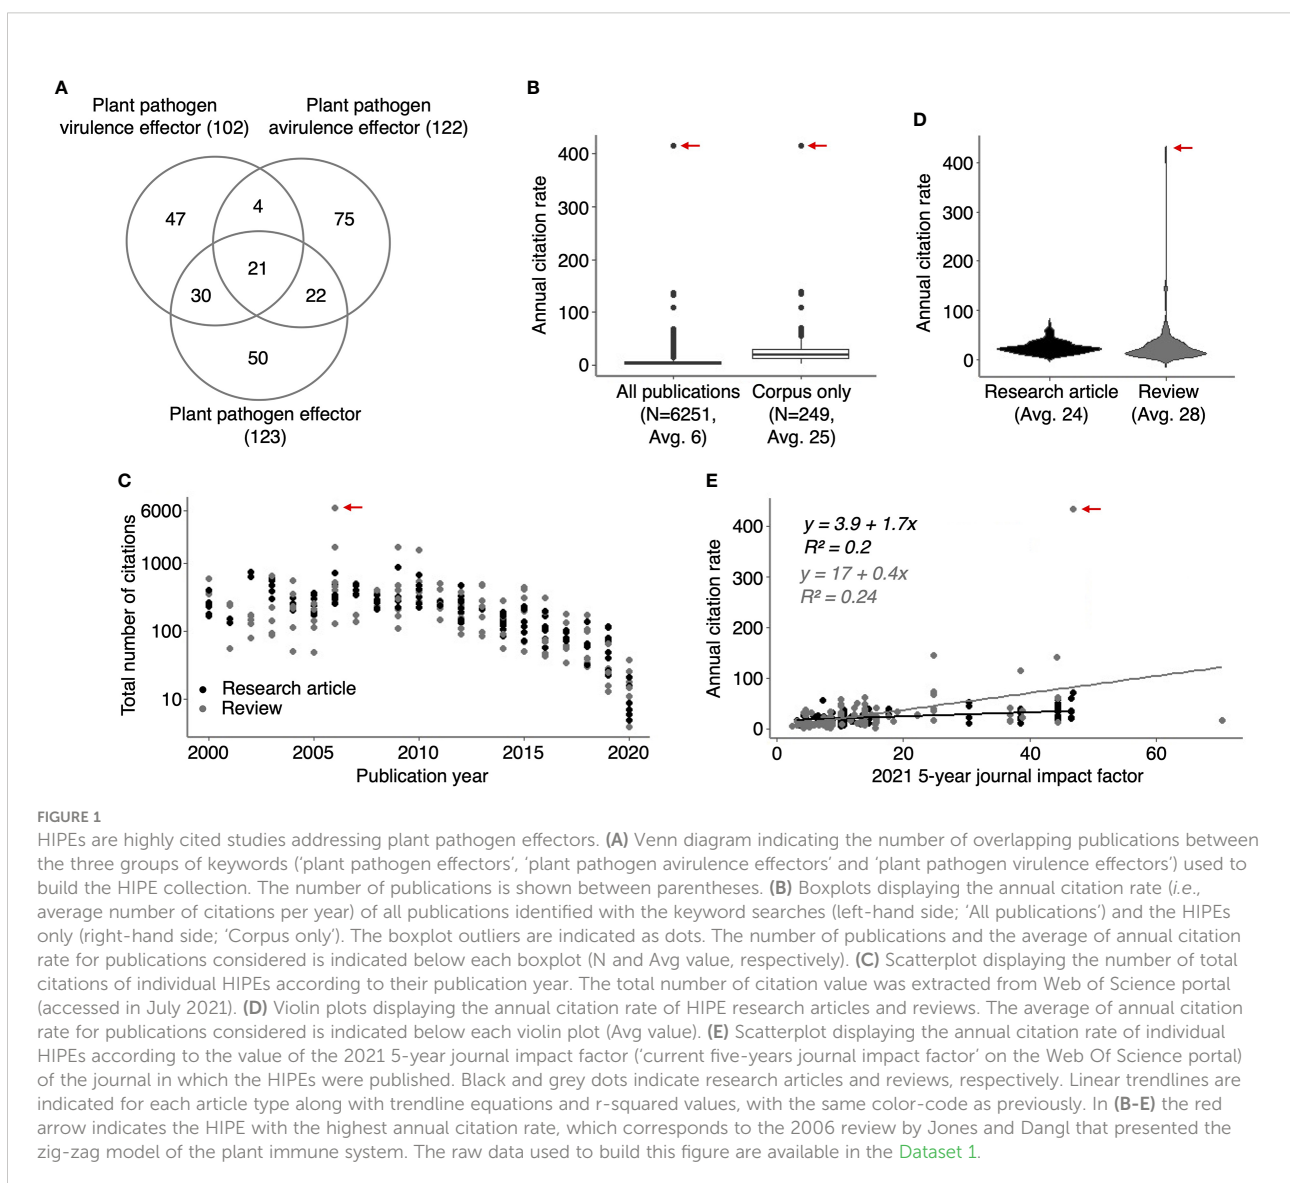 A
Plant pathogen
virulence effector (102)
Plant pathogen
avirulence effector (122)
47
4
75
21
30
22
50
Plant pathogen effector
(123)
B
Annual citation rate
400
300
200
100
0
All publications
(N=6251,
Avg. 6)
Corpus only
(N=249,
Avg. 25)
D
Annual citation rate
400
300
200
100
0
Research article
(Avg. 24)
Review
(Avg. 28)
C
Total number of citations
6000
1000
100
10
Research article
Review
2000
2005
2010
2015
2020
Publication year
E
Annual citation rate
400
300
200
100
0
y = 3.9 + 1.7x
R² = 0.2
y = 17 + 0.4x
R² = 0.24
0
20
40
60
2021 5-year journal impact factor
FIGURE 1
HIPEs are highly cited studies addressing plant pathogen effectors. (A) Venn diagram indicating the number of overlapping publications between
the three groups of keywords (‘plant pathogen effectors’, ‘plant pathogen avirulence effectors’ and ‘plant pathogen virulence effectors’) used to
build the HIPE collection. The number of publications is shown between parentheses. (B) Boxplots displaying the annual citation rate (i.e.,
average number of citations per year) of all publications identified with the keyword searches (left-hand side; ‘All publications’) and the HIPEs
only (right-hand side; ‘Corpus only’). The boxplot outliers are indicated as dots. The number of publications and the average of annual citation
rate for publications considered is indicated below each boxplot (N and Avg value, respectively). (C) Scatterplot displaying the number of total
citations of individual HIPEs according to their publication year. The total number of citation value was extracted from Web of Science portal
(accessed in July 2021). (D) Violin plots displaying the annual citation rate of HIPE research articles and reviews. The average of annual citation
rate for publications considered is indicated below each violin plot (Avg value). (E) Scatterplot displaying the annual citation rate of individual
HIPEs according to the value of the 2021 5-year journal impact factor (‘current five-years journal impact factor’ on the Web Of Science portal)
of the journal in which the HIPEs were published. Black and grey dots indicate research articles and reviews, respectively. Linear trendlines are
indicated for each article type along with trendline equations and r-squared values, with the same color-code as previously. In (B-E) the red
arrow indicates the HIPE with the highest annual citation rate, which corresponds to the 2006 review by Jones and Dangl that presented the
zig-zag model of the plant immune system. The raw data used to build this figure are available in the Dataset 1.